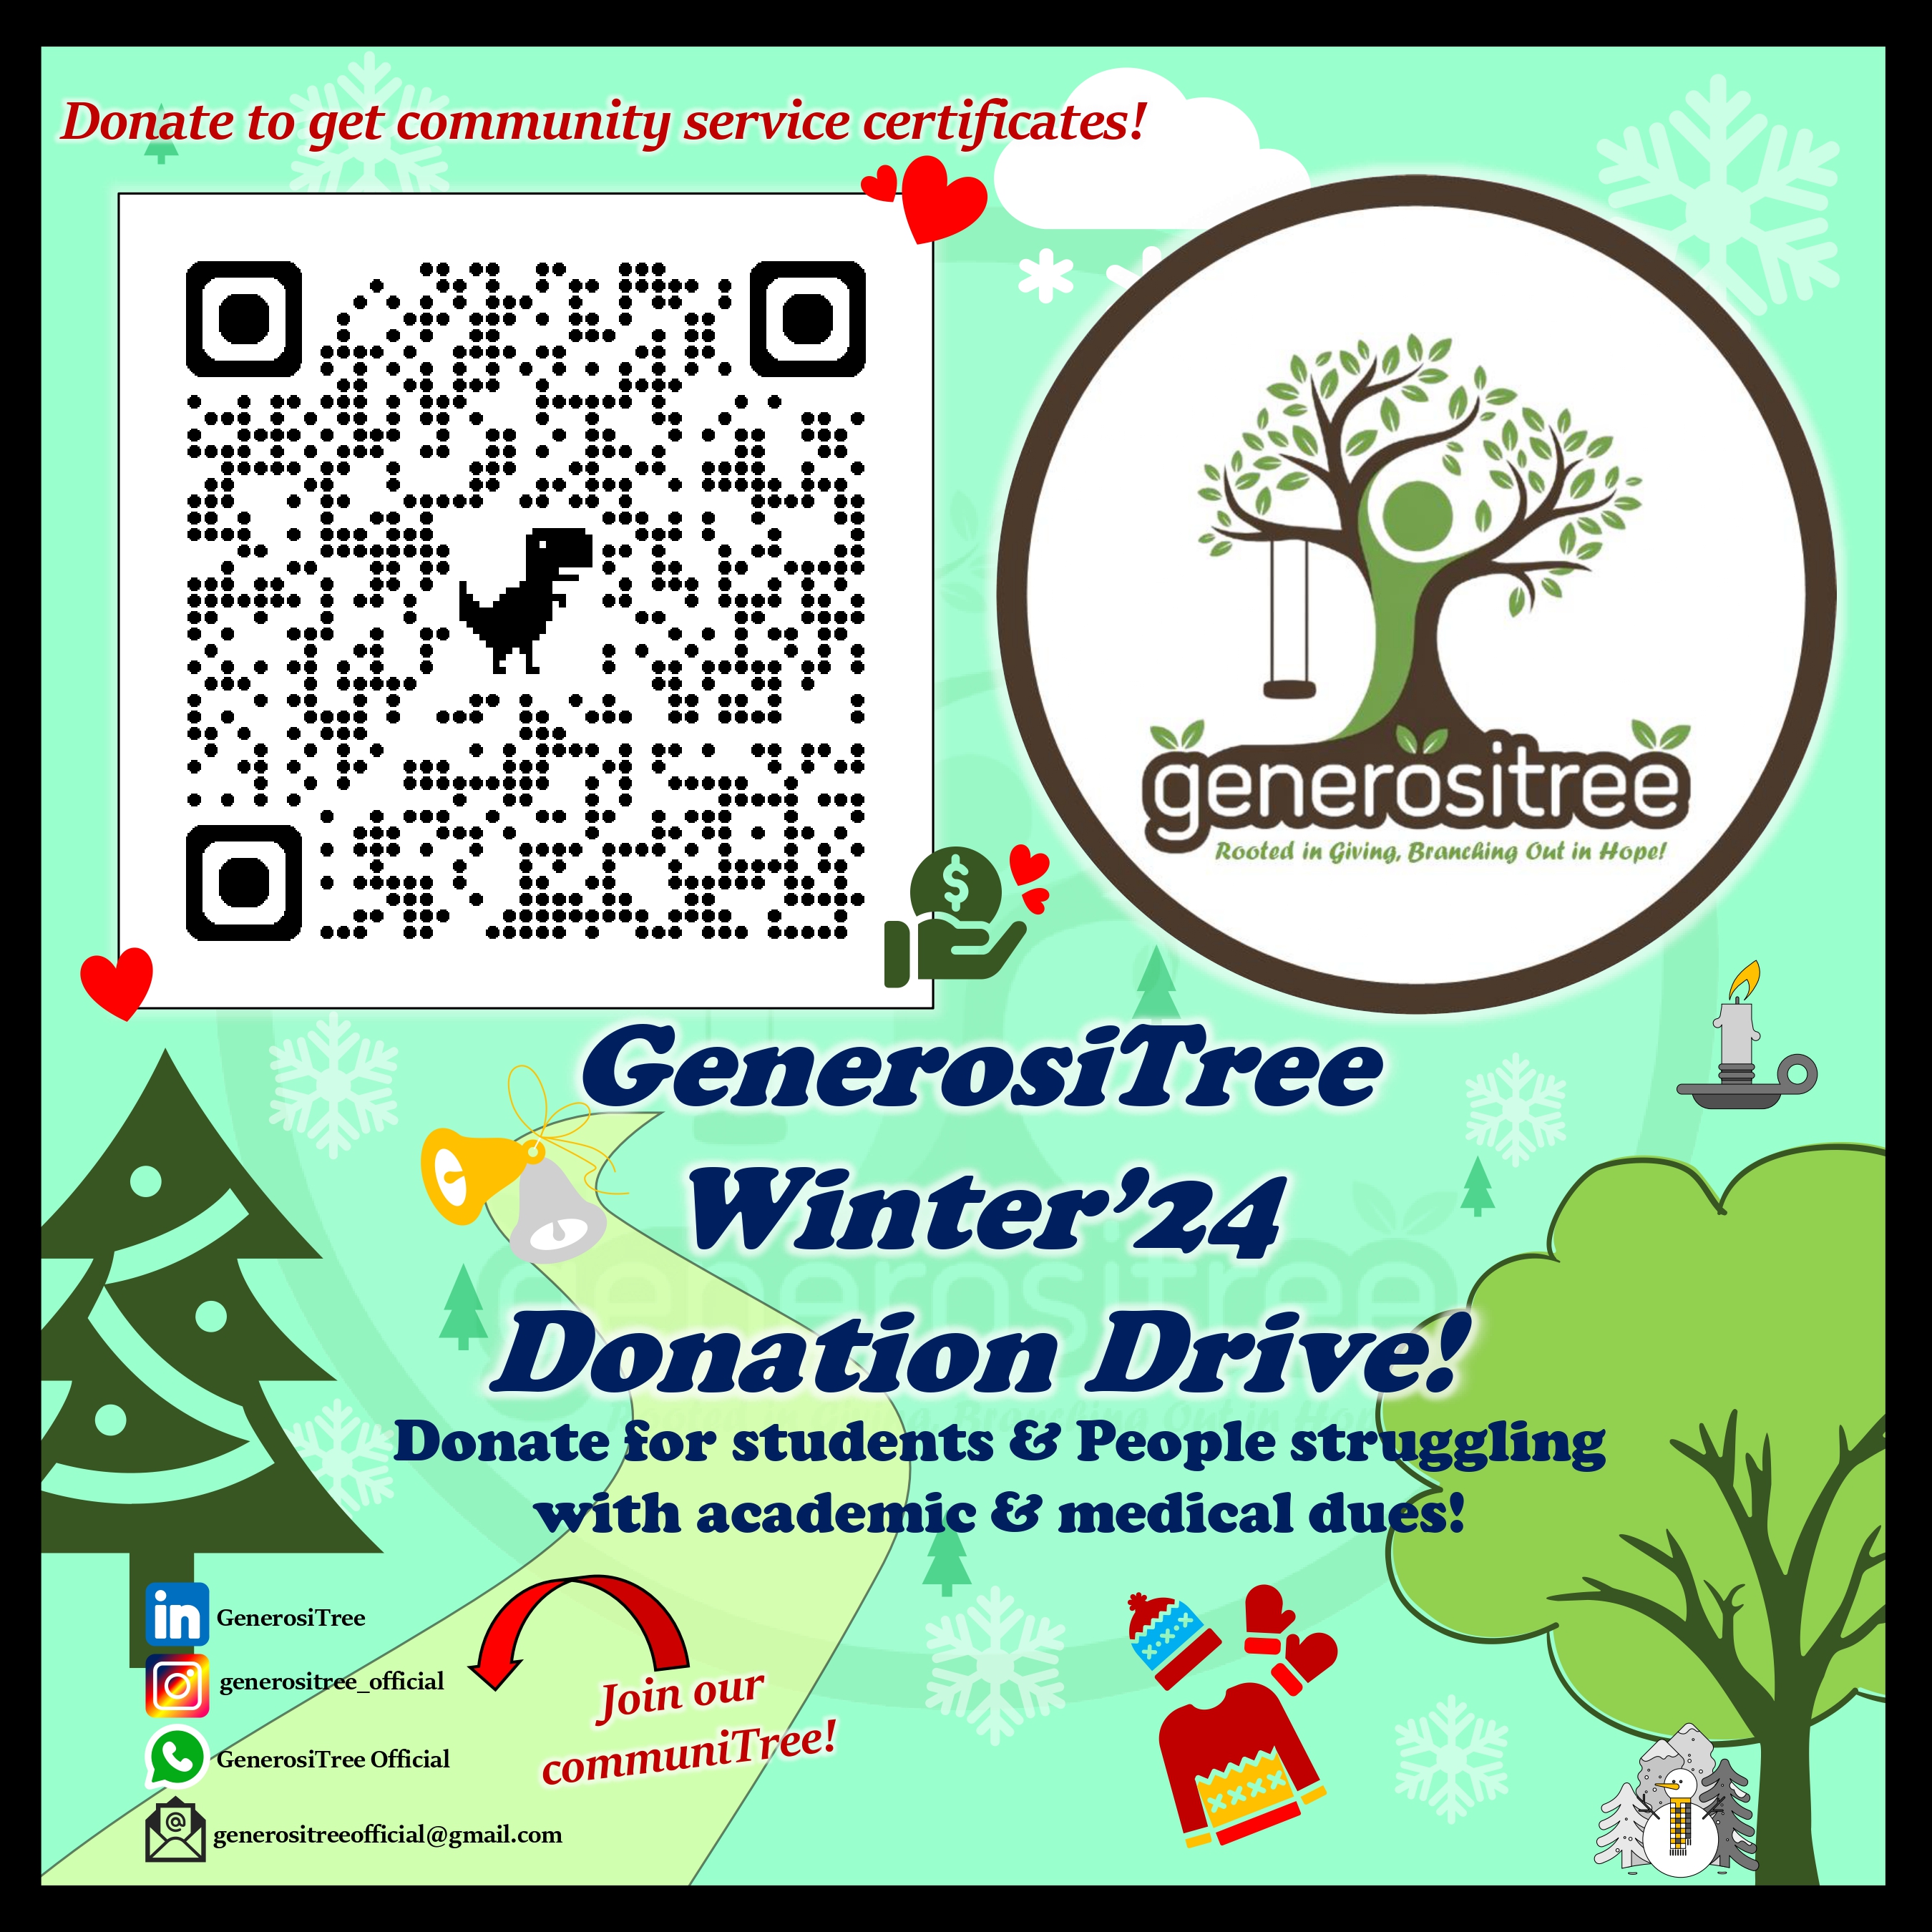 Donate to get community service certificates!
generositree
Rooted in Giving, Branching Out in Hope!
GenerosiTree
Winter’24
Donation Drive!
Donate for students & People struggling
with academic & medical dues!
GenerosiTree
generositree_official
GenerosiTree Official
generositreeofficial@gmail.com
Join our
communiTree!